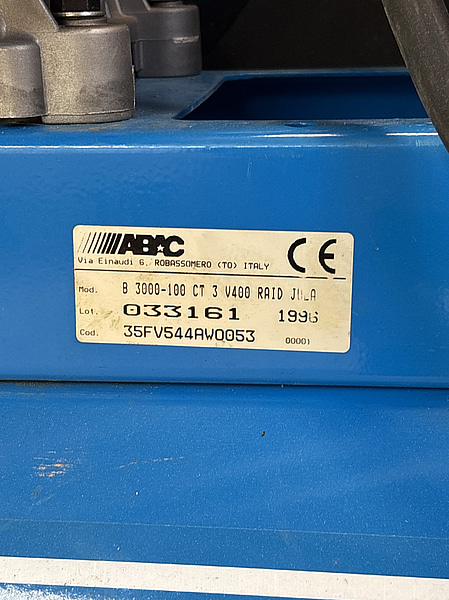 ABAC
Via Einaudi 6. ROBASSOMERO (TO) ITALY
CE
Mod. B 3000-100 CT 3 V400 RAID JULA
Lot. 033161 1996
Cod. 35FV544AW0053 0000)